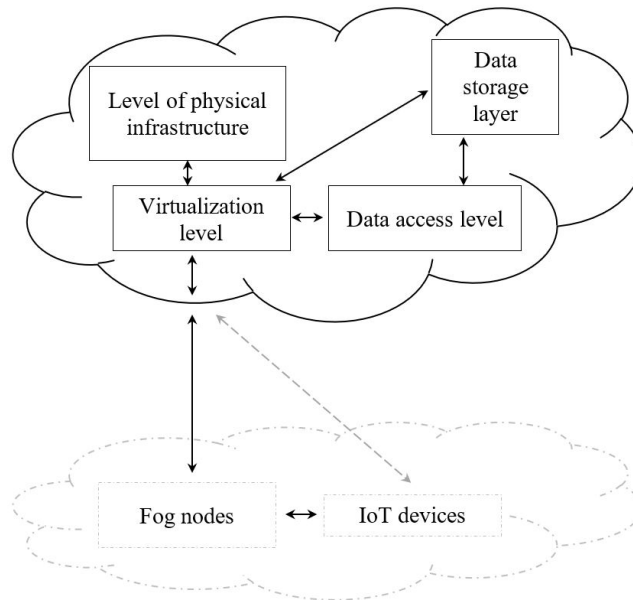 Level of physical
infrastructure
Data
storage
layer
Virtualization
level
Data access level
Fog nodes
IoT devices